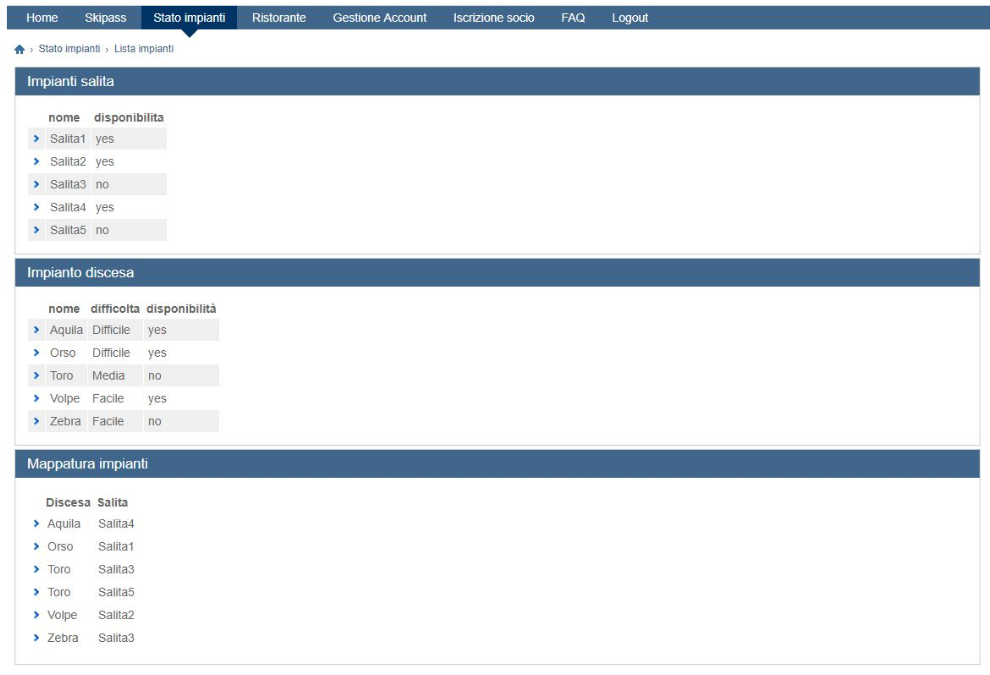 Home Skipass Stato impianti Ristorante Gestione Account Iscrizione socio FAQ Logout
› Stato impianti › Lista impianti
Impianti salita
nome disponibilita
Salita1 yes
Salita2 yes
Salita3 no
Salita4 yes
Salita5 no
Impianto discesa
nome difficolta disponibilità
Aquila Difficile yes
Orso Difficile yes
Toro Media no
Volpe Facile yes
Zebra Facile no
Mappatura impianti
Discesa Salita
Aquila Salita4
Orso Salita1
Toro Salita3
Toro Salita5
Volpe Salita2
Zebra Salita3